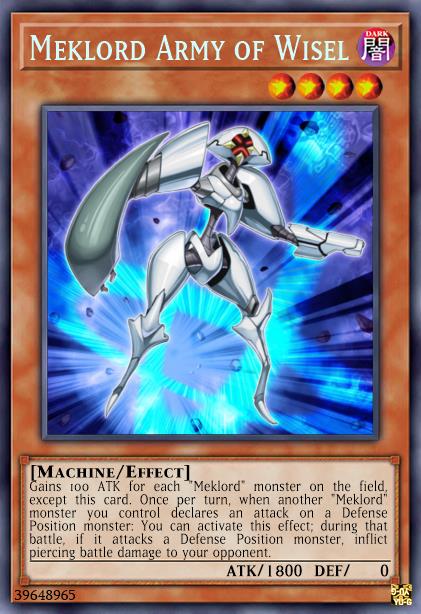 MEKLORD ARMY OF WISEL
DARK
闇
[MACHINE/EFFECT]
Gains 100 ATK for each "Meklord" monster on the field,
except this card. Once per turn, when another "Meklord"
monster you control declares an attack on a Defense
Position monster: You can activate this effect; during that
battle, if it attacks a Defense Position monster, inflict
piercing battle damage to your opponent.
ATK/1800 DEF/ 0
39648965